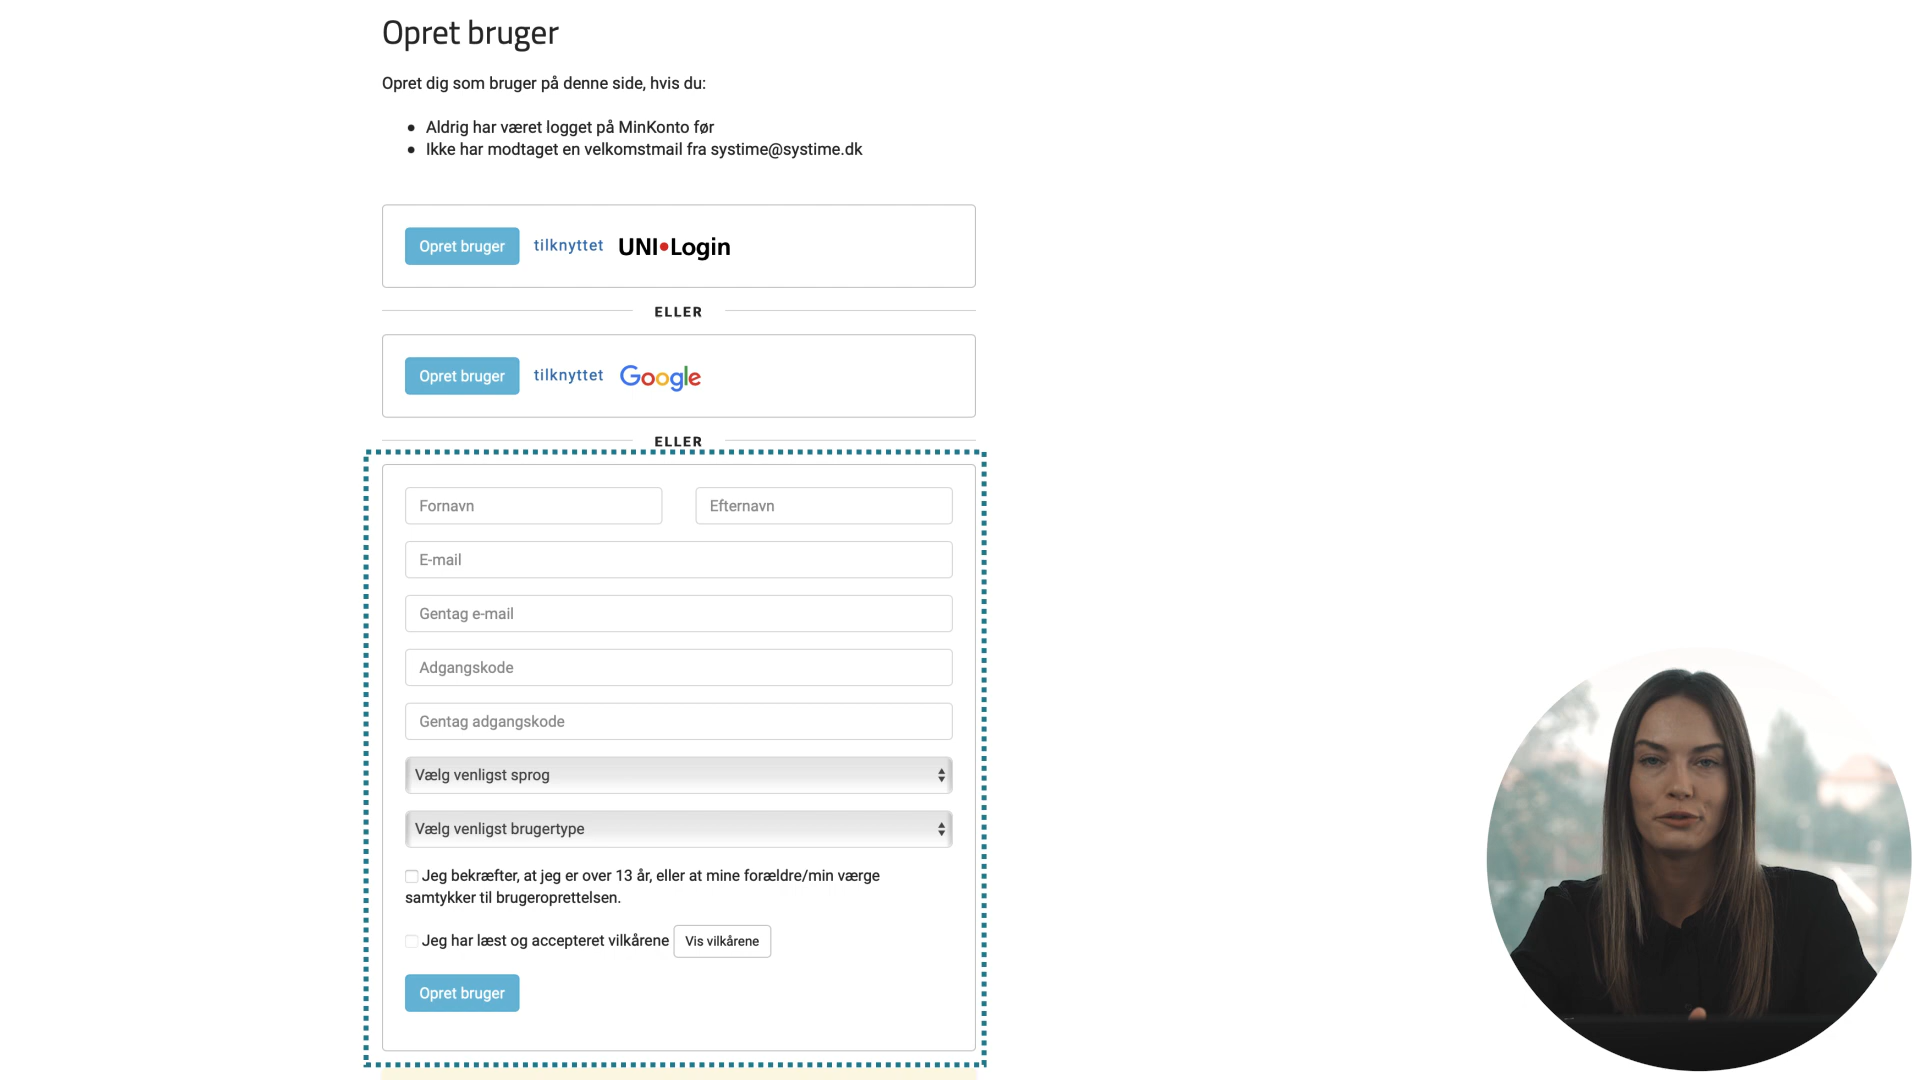 Opret bruger
Opret dig som bruger på denne side, hvis du:
Aldrig har været logget på MinKonto før
Ikke har modtaget en velkomstmail fra systime@systime.dk
Opret bruger tilknyttet UNI•Login
ELLER
Opret bruger tilknyttet Google
ELLER
Fornavn Efternavn
E-mail
Gentag e-mail
Adgangskode
Gentag adgangskode
Vælg venligst sprog
Vælg venligst brugertype
Jeg bekræfter, at jeg er over 13 år, eller at mine forældre/min værge
samtykker til brugeroprettelsen.
Jeg har læst og accepteret vilkårene Vis vilkårene
Opret bruger